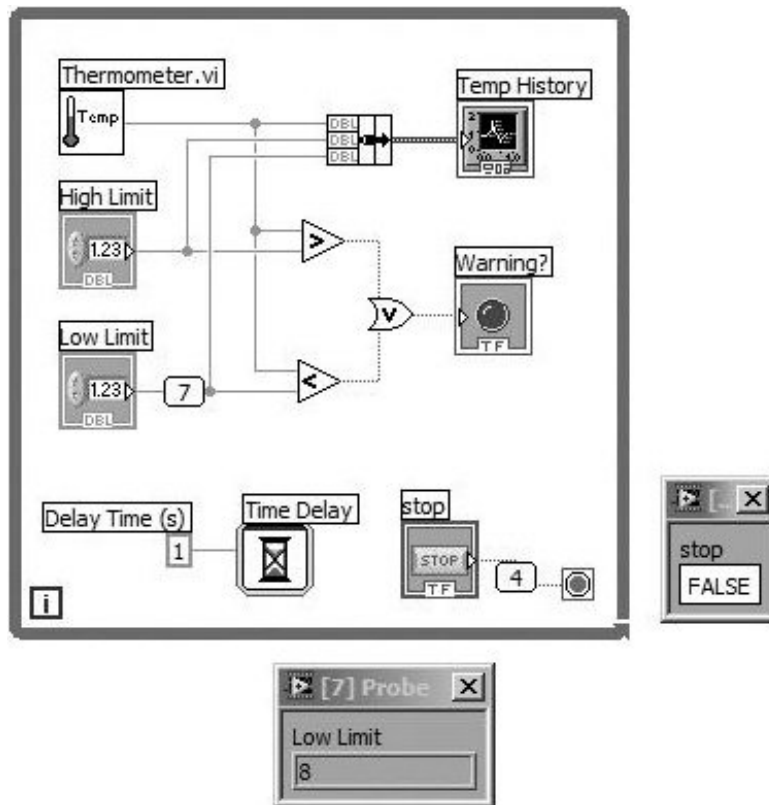 Thermometer.vi
Temp
High Limit
1.23
DBL
Low Limit
1.23
DBL
7
DBL
DBL
DBL
>
<
V
Temp History
Warning?
TF
Delay Time (s)
1
Time Delay
stop
STOP
TF
4
i
stop
FALSE
[7] Probe
Low Limit
8